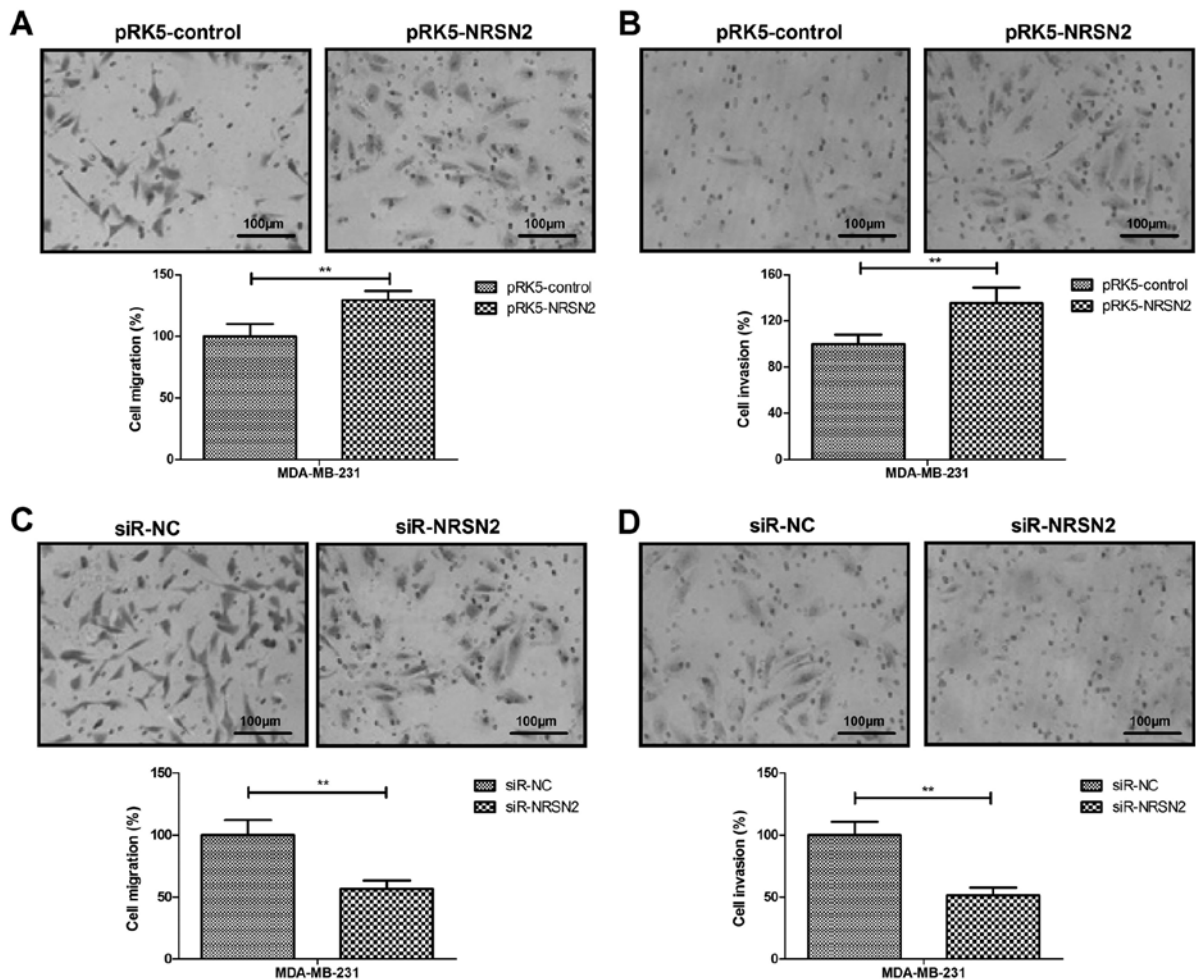 A
pRK5-control
pRK5-NRSN2
100µm
100µm
150
100
50
0
Cell migration (%)
**
pRK5-control
pRK5-NRSN2
MDA-MB-231
B
pRK5-control
pRK5-NRSN2
100µm
100µm
160
120
80
40
0
Cell invasion (%)
**
pRK5-control
pRK5-NRSN2
MDA-MB-231
C
siR-NC
siR-NRSN2
100µm
100µm
150
100
50
0
Cell migration (%)
**
siR-NC
siR-NRSN2
MDA-MB-231
D
siR-NC
siR-NRSN2
100µm
100µm
150
100
50
0
Cell invasion (%)
**
siR-NC
siR-NRSN2
MDA-MB-231